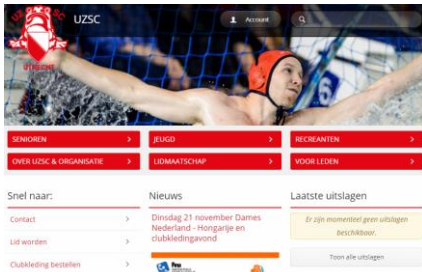 UZSC
Account
UZSC
UTRECHT
SENIOREN
JEUGD
RECREANTEN
OVER UZSC & ORGANISATIE
LIDMAATSCHAP
VOOR LEDEN
Snel naar:
Contact
Lid worden
Clubkleding bestellen
Nieuws
Dinsdag 21 november Dames
Nederland - Hongarije en
clubkledingavond
Laatste uitslagen
Er zijn momenteel geen uitslagen
beschikbaar.
Toon alle uitslagen